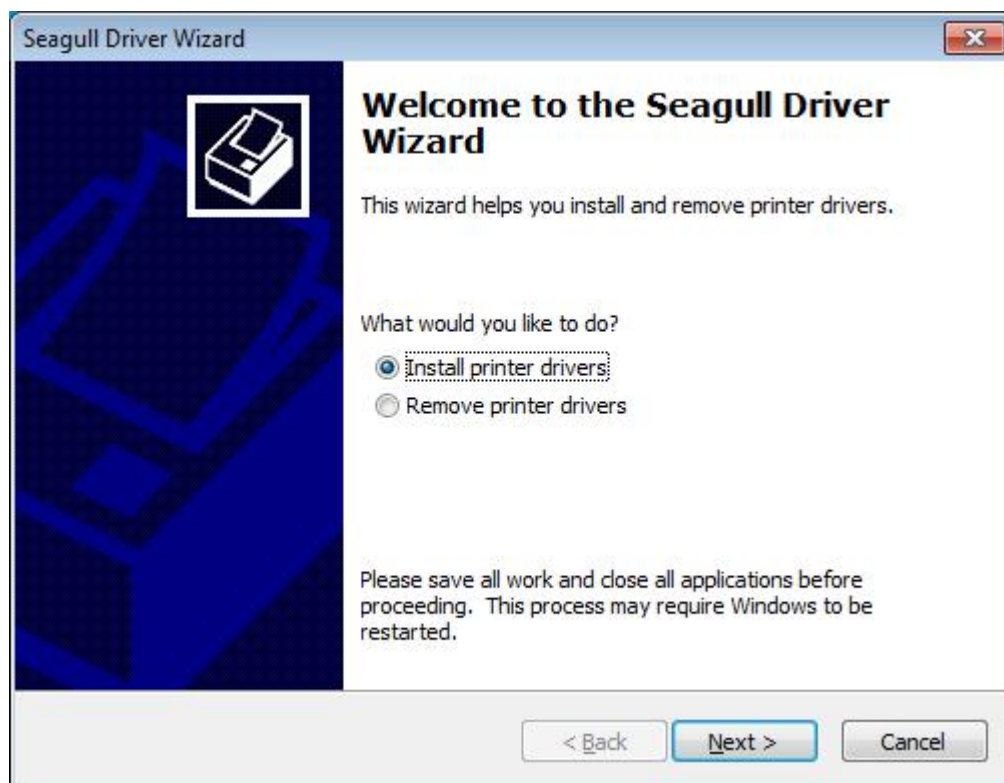 Seagull Driver Wizard
Welcome to the Seagull Driver
Wizard
This wizard helps you install and remove printer drivers.
What would you like to do?
Install printer drivers
Remove printer drivers
Please save all work and close all applications before
proceeding.  This process may require Windows to be
restarted.
< Back
Next >
Cancel